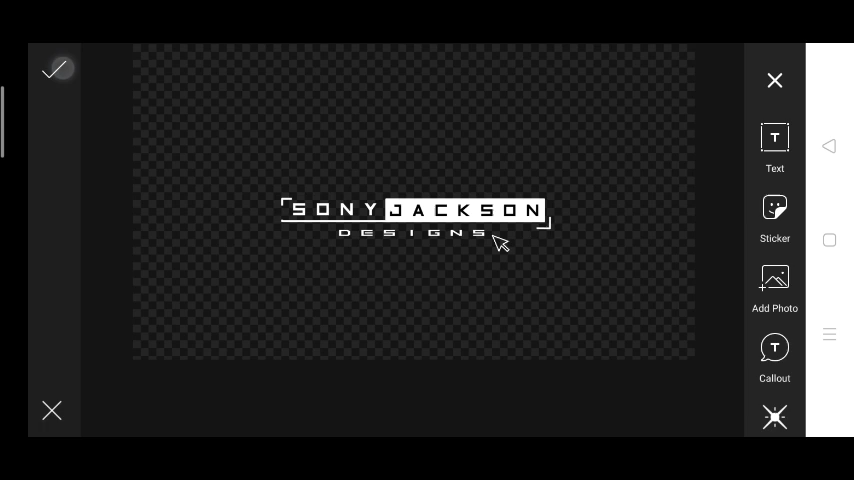 SONY JACKSON
DESIGNS
Text
Sticker
Add Photo
Callout